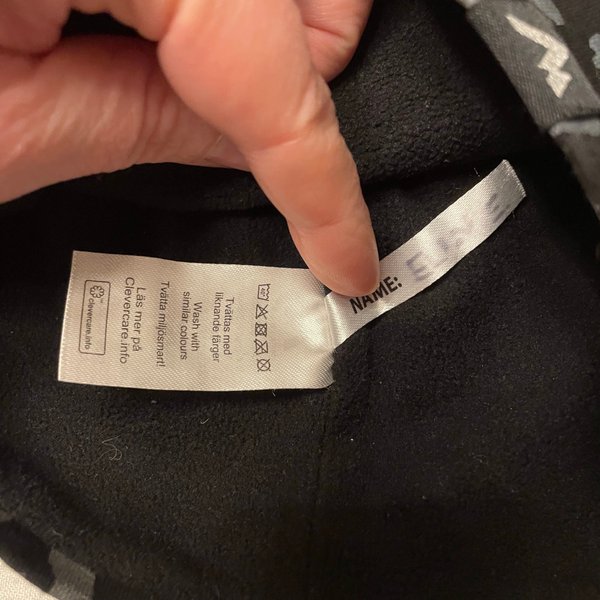 Tvättas med
liknande färger
Wash with
similar colours
Tvätta miljösmart!
Läs mer på
Clevercare.info
clevercare.info
NAME: